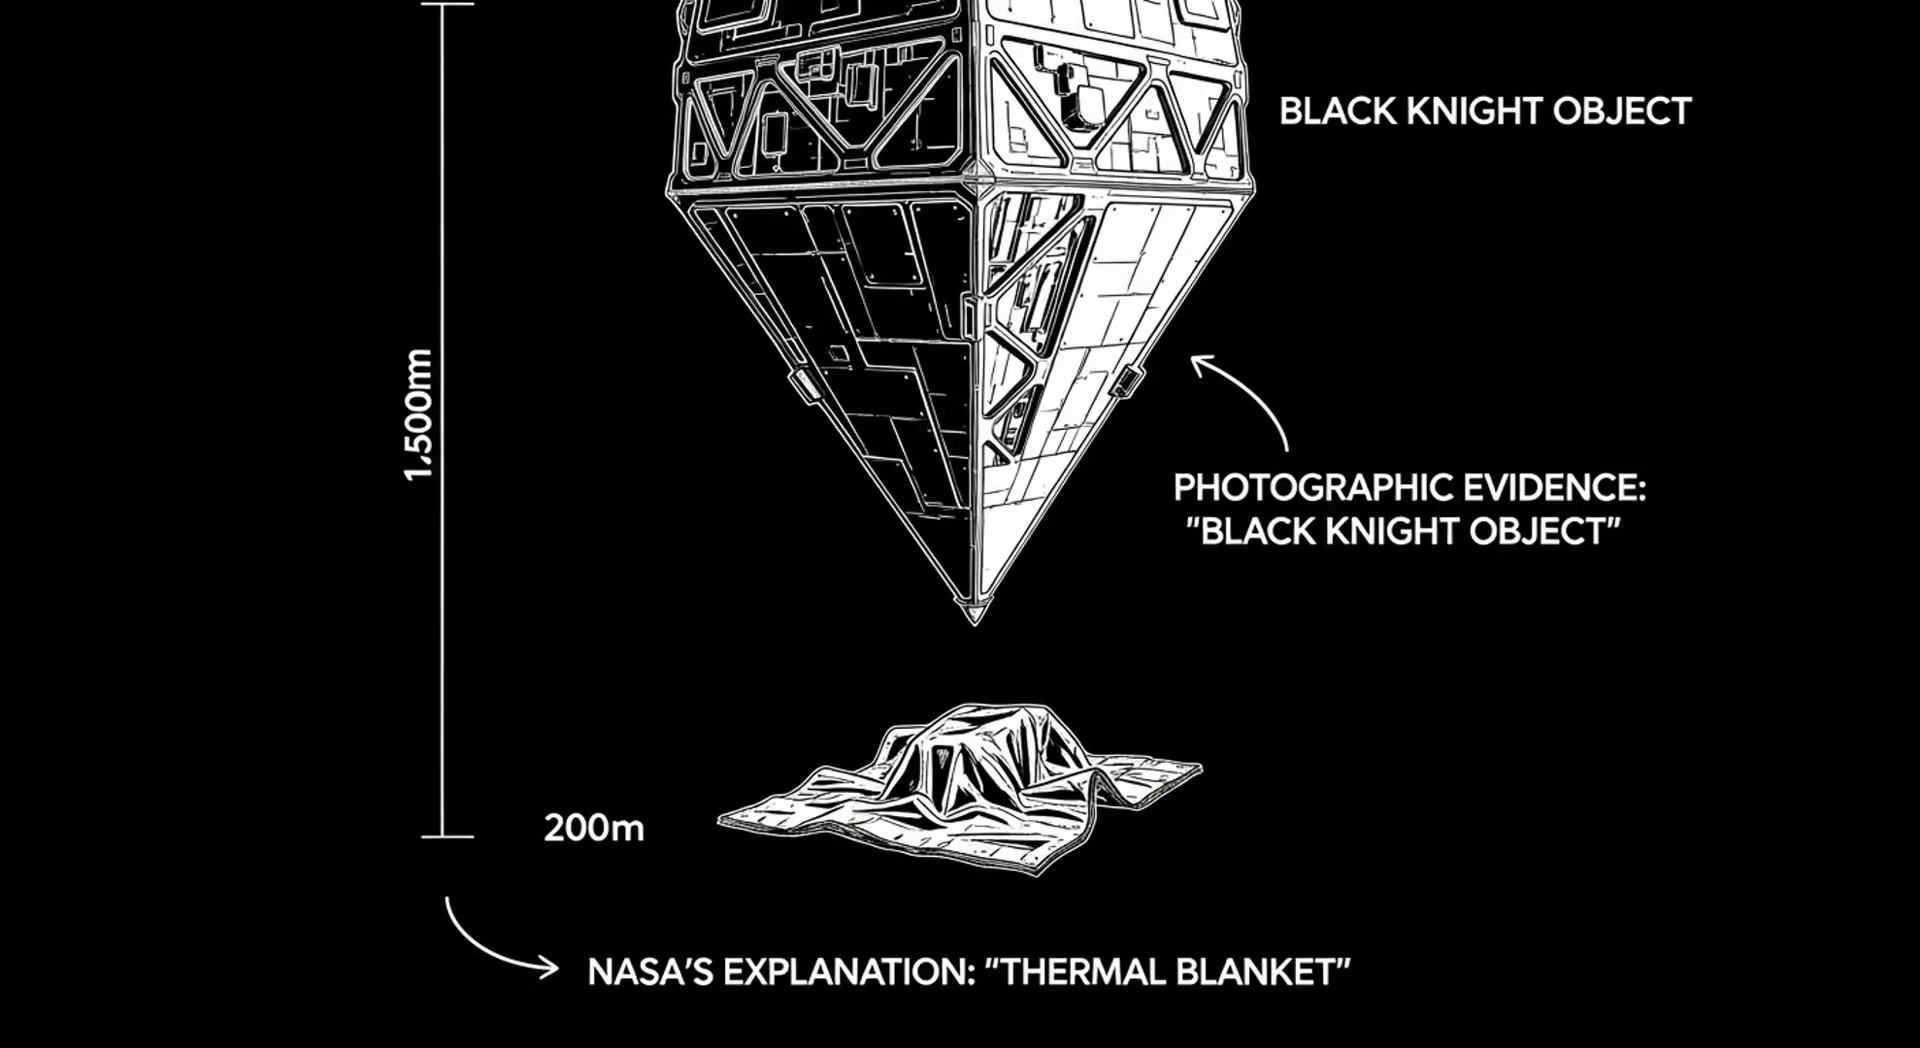 BLACK KNIGHT OBJECT
1,500m
PHOTOGRAPHIC EVIDENCE:
"BLACK KNIGHT OBJECT"
200m
NASA'S EXPLANATION: "THERMAL BLANKET"